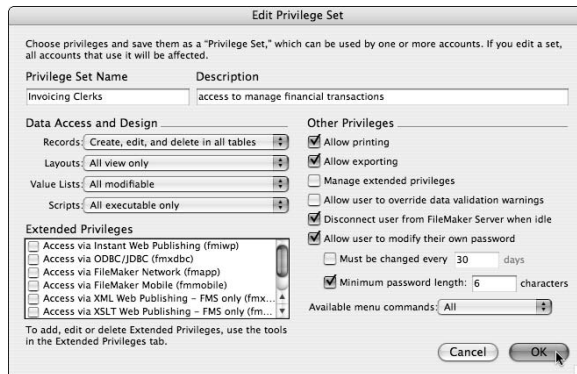 Edit Privilege Set
Choose privileges and save them as a “Privilege Set,” which can be used by one or more accounts. If you edit a set,
all accounts that use it will be affected.
Privilege Set Name
Description
Invoicing Clerks
access to manage financial transactions
Data Access and Design
Records: Create, edit, and delete in all tables
Layouts: All view only
Value Lists: All modifiable
Scripts: All executable only
Extended Privileges
Access via Instant Web Publishing (fmiwp)
Access via ODBC/JDBC (fmxdbc)
Access via FileMaker Network (fmapp)
Access via FileMaker Mobile (fmmobile)
Access via XML Web Publishing – FMS only (fmx...
Access via XSLT Web Publishing – FMS only (fm...
To add, edit or delete Extended Privileges, use the tools
in the Extended Privileges tab.
Other Privileges
Allow printing
Allow exporting
Manage extended privileges
Allow user to override data validation warnings
Disconnect user from FileMaker Server when idle
Allow user to modify their own password
Must be changed every 30 days
Minimum password length: 6 characters
Available menu commands: All
Cancel
OK